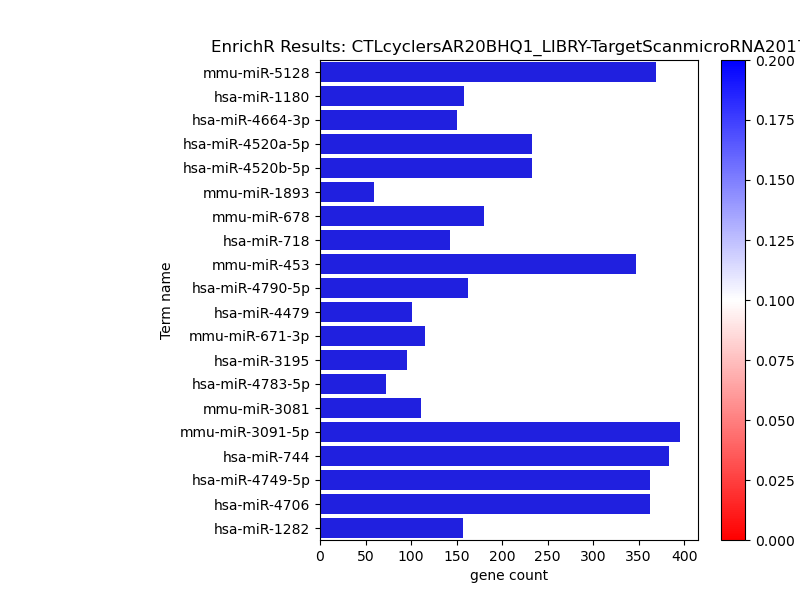 EnrichR Results: CTLcyclersAR20BHQ1_LIBRY-TargetScanmicroRNA2017
mmu-miR-5128
hsa-miR-1180
hsa-miR-4664-3p
hsa-miR-4520a-5p
hsa-miR-4520b-5p
mmu-miR-1893
mmu-miR-678
hsa-miR-718
mmu-miR-453
hsa-miR-4790-5p
hsa-miR-4479
mmu-miR-671-3p
hsa-miR-3195
hsa-miR-4783-5p
mmu-miR-3081
mmu-miR-3091-5p
hsa-miR-744
hsa-miR-4749-5p
hsa-miR-4706
hsa-miR-1282
Term name
0 50 100 150 200 250 300 350 400
gene count
0.200
0.175
0.150
0.125
0.100
0.075
0.050
0.025
0.000